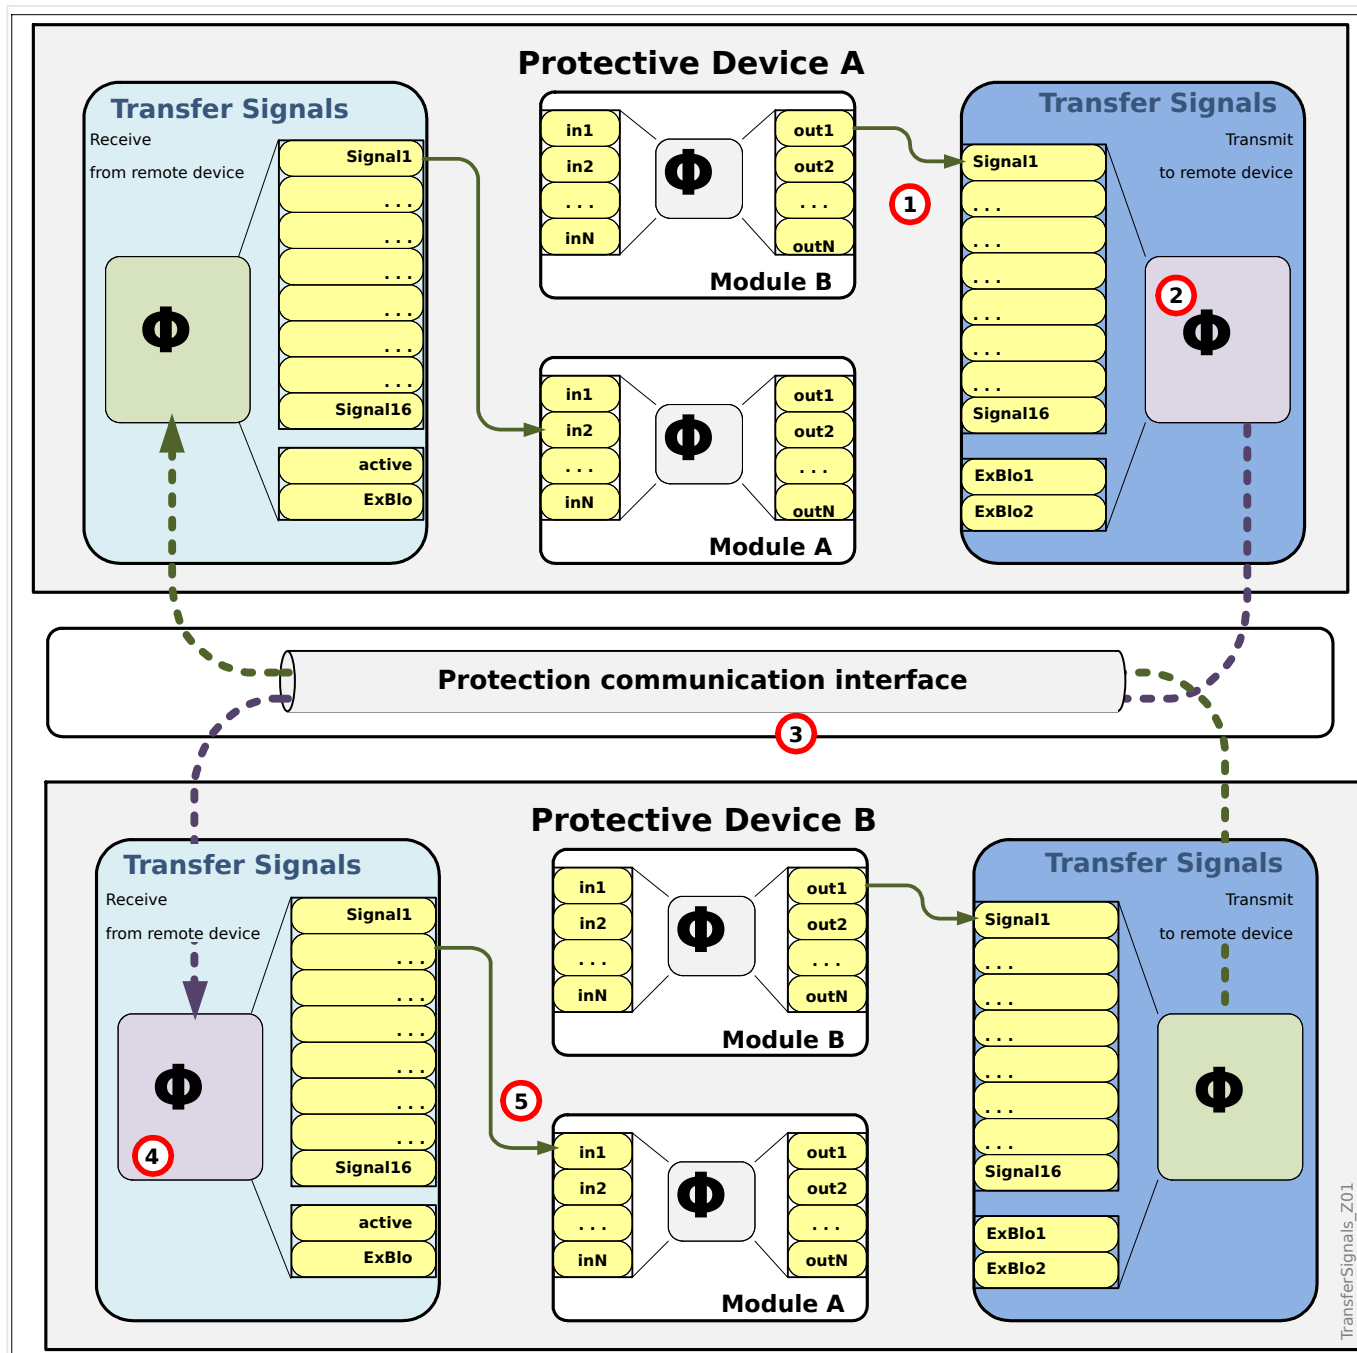 Protective Device A
Transfer Signals
Receive
from remote device
Signal1
. . .
. . .
. . .
. . .
. . .
. . .
Signal16
active
ExBlo
Φ
in1
in2
. . .
inN
Φ
out1
out2
. . .
outN
Module B
in1
in2
. . .
inN
Φ
out1
out2
. . .
outN
Module A
1
Transfer Signals
Transmit
to remote device
Signal1
. . .
. . .
. . .
. . .
. . .
. . .
Signal16
ExBlo1
ExBlo2
2
Φ
Protection communication interface
3
Protective Device B
Transfer Signals
Receive
from remote device
Signal1
. . .
. . .
. . .
. . .
. . .
. . .
Signal16
active
ExBlo
Φ
4
in1
in2
. . .
inN
Φ
out1
out2
. . .
outN
Module B
5
in1
in2
. . .
inN
Φ
out1
out2
. . .
outN
Module A
Transfer Signals
Transmit
to remote device
Signal1
. . .
. . .
. . .
. . .
. . .
. . .
Signal16
ExBlo1
ExBlo2
Φ
TransferSignals_Z01